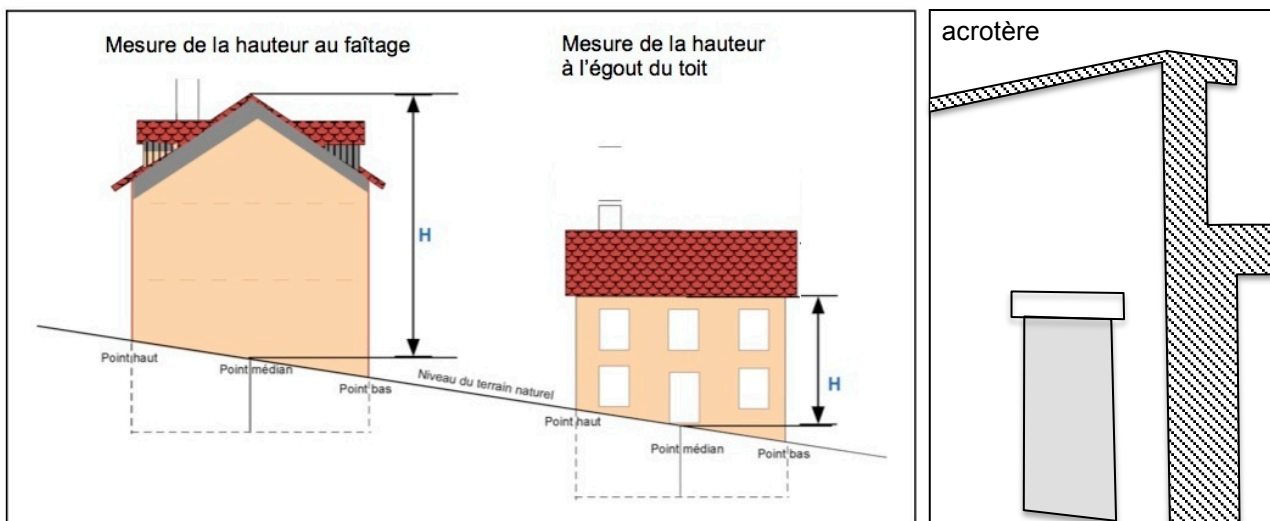 Mesure de la hauteur au faîtage
Mesure de la hauteur
à l'égout du toit
acrotère
H
Point haut
Point médian
Point bas
Niveau du terrain naturel
H
Point haut
Point médian
Point bas